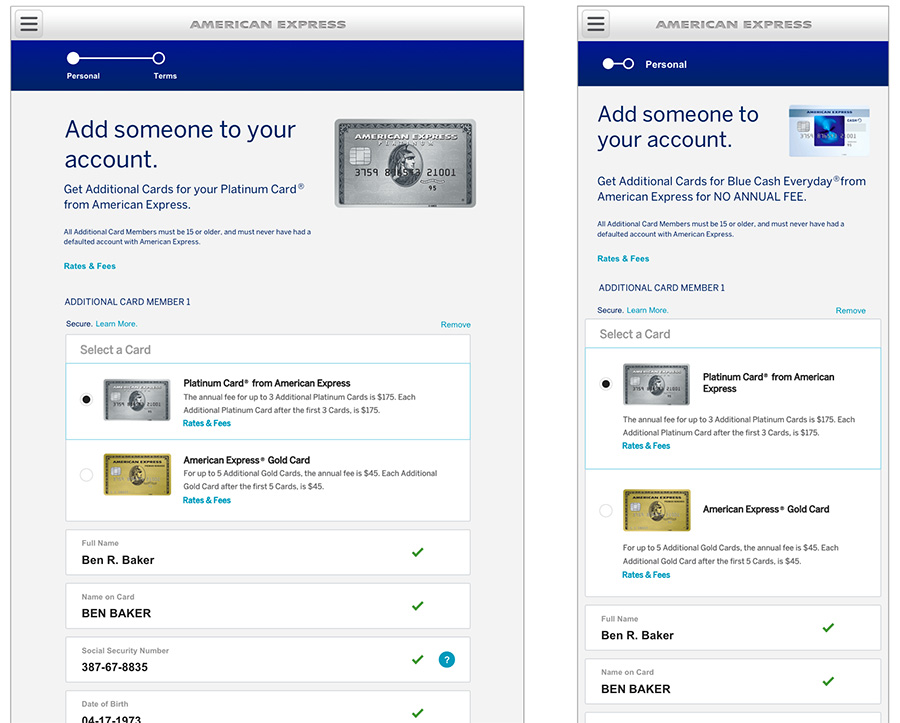 AMERICAN EXPRESS
Personal
Terms
Add someone to your
account.
Get Additional Cards for your Platinum Card®
from American Express.
All Additional Card Members must be 15 or older, and must never have had a
defaulted account with American Express.
Rates & Fees
ADDITIONAL CARD MEMBER 1
Secure. Learn More.
Remove
Select a Card
Platinum Card® from American Express
The annual fee for up to 3 Additional Platinum Cards is $175. Each
Additional Platinum Card after the first 3 Cards, is $175.
Rates & Fees
American Express® Gold Card
For up to 5 Additional Gold Cards, the annual fee is $45. Each Additional
Gold Card after the first 5 Cards, is $45.
Rates & Fees
Full Name
Ben R. Baker
Name on Card
BEN BAKER
Social Security Number
387-67-8835
?
Date of Birth
04-17-1973
AMERICAN EXPRESS
PLATINUM
3759
21001
95
AMERICAN EXPRESS
Personal
Add someone to
your account.
Get Additional Cards for Blue Cash Everyday® from
American Express for NO ANNUAL FEE.
All Additional Card Members must be 15 or older, and must never have had a
defaulted account with American Express.
Rates & Fees
ADDITIONAL CARD MEMBER 1
Secure. Learn More.
Remove
Select a Card
Platinum Card® from American
Express
The annual fee for up to 3 Additional Platinum Cards is $175. Each
Additional Platinum Card after the first 3 Cards, is $175.
Rates & Fees
American Express® Gold Card
For up to 5 Additional Gold Cards, the annual fee is $45. Each
Additional Gold Card after the first 5 Cards, is $45.
Rates & Fees
Full Name
Ben R. Baker
Name on Card
BEN BAKER